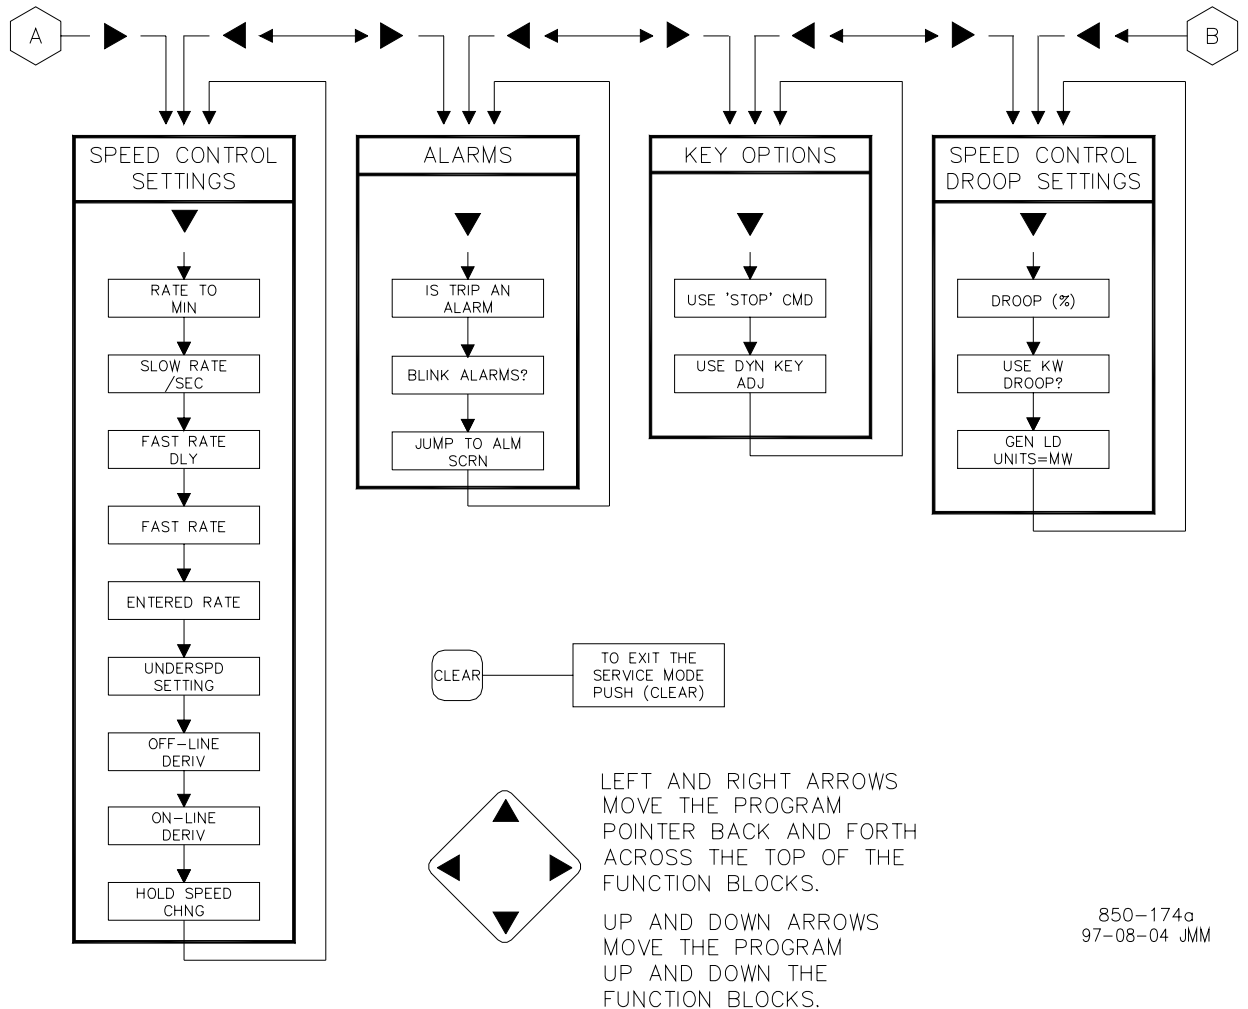 A
B
SPEED CONTROL
SETTINGS
RATE TO
MIN
SLOW RATE
/SEC
FAST RATE
DLY
FAST RATE
ENTERED RATE
UNDERSPD
SETTING
OFF-LINE
DERIV
ON-LINE
DERIV
HOLD SPEED
CHNG
ALARMS
IS TRIP AN
ALARM
BLINK ALARMS?
JUMP TO ALM
SCRN
KEY OPTIONS
USE 'STOP' CMD
USE DYN KEY
ADJ
SPEED CONTROL
DROOP SETTINGS
DROOP (%)
USE KW
DROOP?
GEN LD
UNITS=MW
CLEAR
TO EXIT THE
SERVICE MODE
PUSH (CLEAR)
LEFT AND RIGHT ARROWS
MOVE THE PROGRAM
POINTER BACK AND FORTH
ACROSS THE TOP OF THE
FUNCTION BLOCKS.
UP AND DOWN ARROWS
MOVE THE PROGRAM
UP AND DOWN THE
FUNCTION BLOCKS.
850-174a
97-08-04 JMM